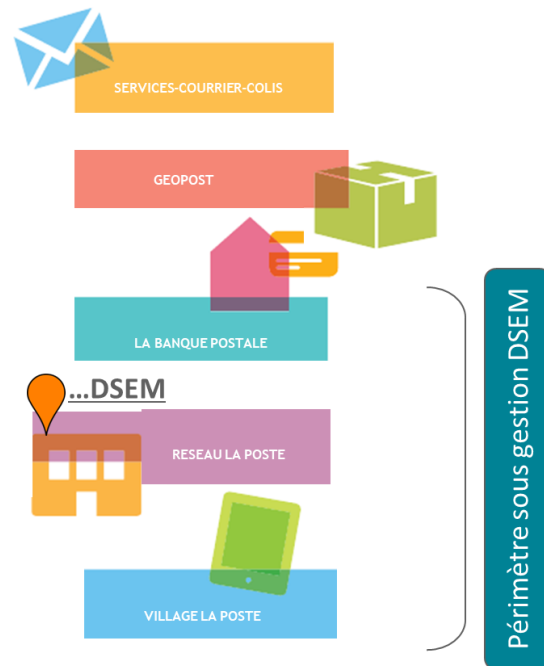 SERVICES-COURRIER-COLIS
GEOPOST
LA BANQUE POSTALE
...DSEM
RESEAU LA POSTE
VILLAGE LA POSTE
Périmètre sous gestion DSEM